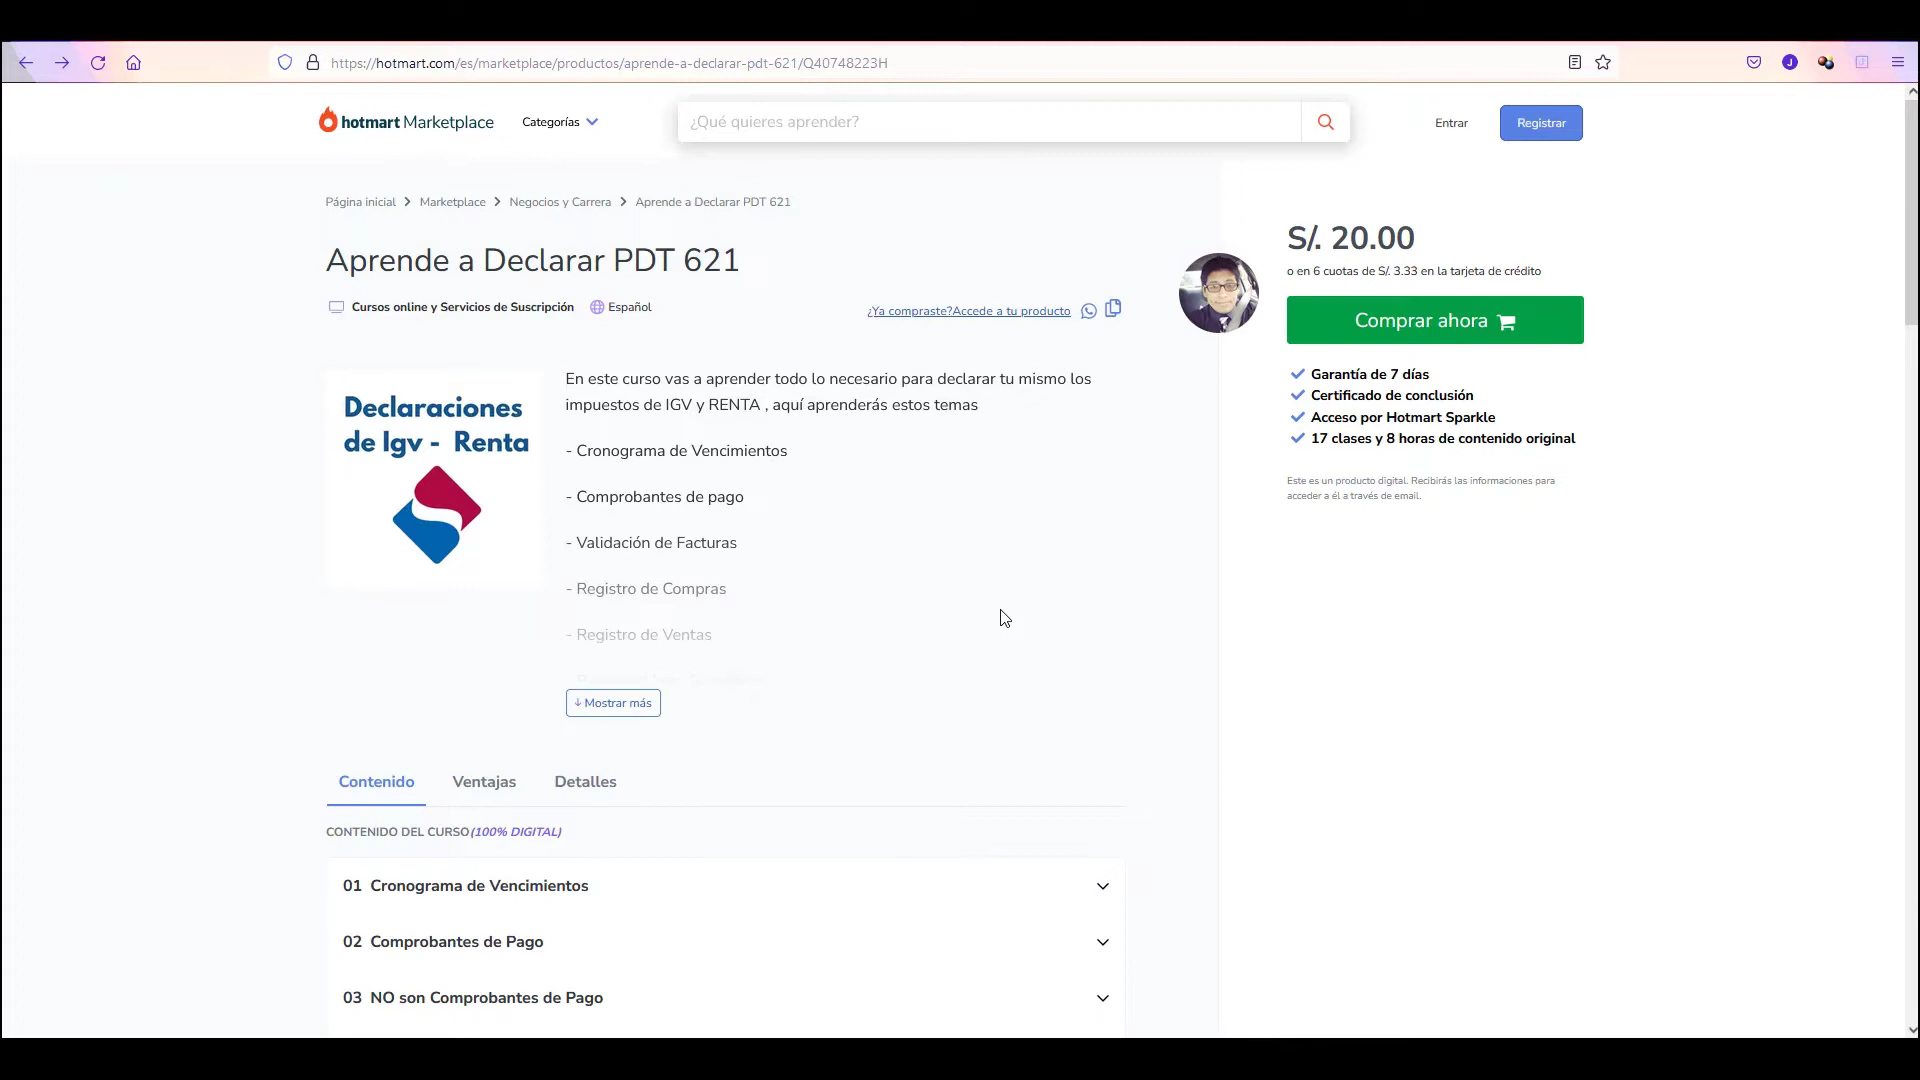 https://hotmart.com/es/marketplace/productos/aprende-a-declarar-pdt-621/Q40748223H
J
hotmart Marketplace
Categorías
¿Qué quieres aprender?
Entrar
Registrar
Página inicial
Marketplace
Negocios y Carrera
Aprende a Declarar PDT 621
Aprende a Declarar PDT 621
Cursos online y Servicios de Suscripción
Español
¿Ya compraste?Accede a tu producto
Declaraciones
de Igv - Renta
En este curso vas a aprender todo lo necesario para declarar tu mismo los
impuestos de IGV y RENTA , aquí aprenderás estos temas
- Cronograma de Vencimientos
- Comprobantes de pago
- Validación de Facturas
- Registro de Compras
- Registro de Ventas
↓ Mostrar más
S/. 20.00
o en 6 cuotas de S/. 3.33 en la tarjeta de crédito
Comprar ahora
Garantía de 7 días
Certificado de conclusión
Acceso por Hotmart Sparkle
17 clases y 8 horas de contenido original
Este es un producto digital. Recibirás las informaciones para
acceder a él a través de email.
Contenido
Ventajas
Detalles
CONTENIDO DEL CURSO(100% DIGITAL)
01 Cronograma de Vencimientos
02 Comprobantes de Pago
03 NO son Comprobantes de Pago